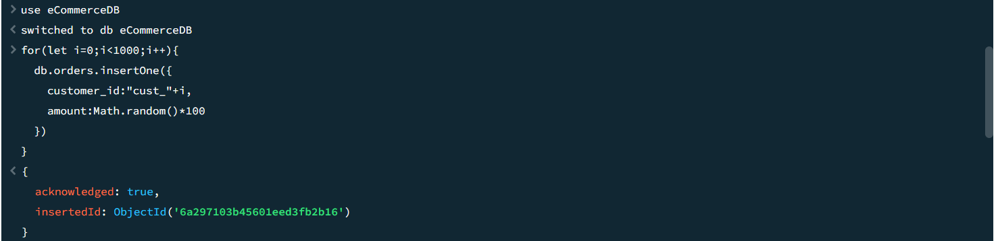 > use eCommerceDB
< switched to db eCommerceDB
> for(let i=0;i<1000;i++){
db.orders.insertOne({
customer_id:"cust_"+i,
amount:Math.random()*100
})
}
< {
acknowledged: true,
insertedId: ObjectId('6a297103b45601eed3fb2b16')
}